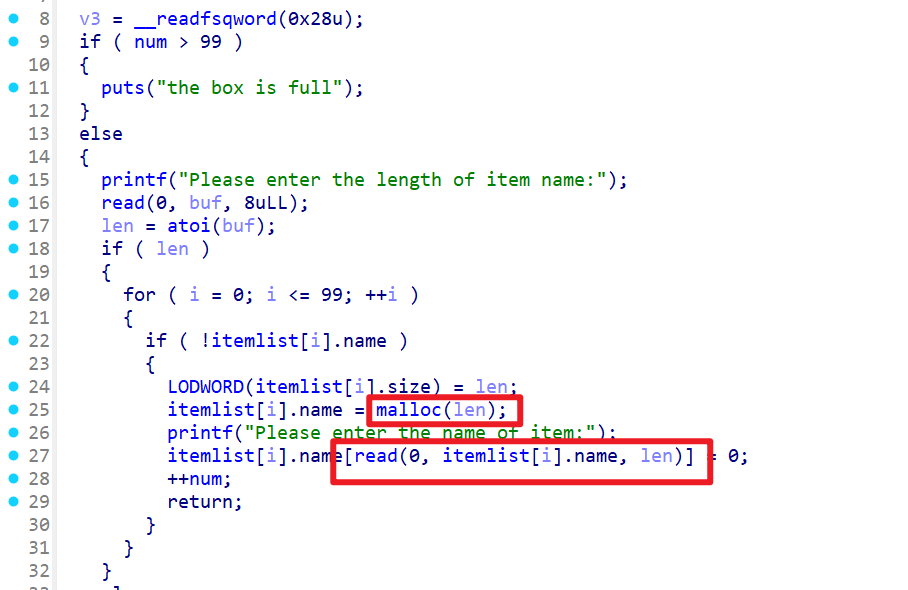 8 v3 = __readfsqword(0x28u);
9 if ( num > 99 )
10 {
11 puts("the box is full");
12 }
13 else
14 {
15 printf("Please enter the length of item name:");
16 read(0, buf, 8uLL);
17 len = atoi(buf);
18 if ( len )
19 {
20 for ( i = 0; i <= 99; ++i )
21 {
22 if ( !itemlist[i].name )
23 {
24 LODWORD(itemlist[i].size) = len;
25 itemlist[i].name = malloc(len);
26 printf("Please enter the name of item:");
27 itemlist[i].name[read(0, itemlist[i].name, len)] = 0;
28 ++num;
29 return;
30 }
31 }
32 }